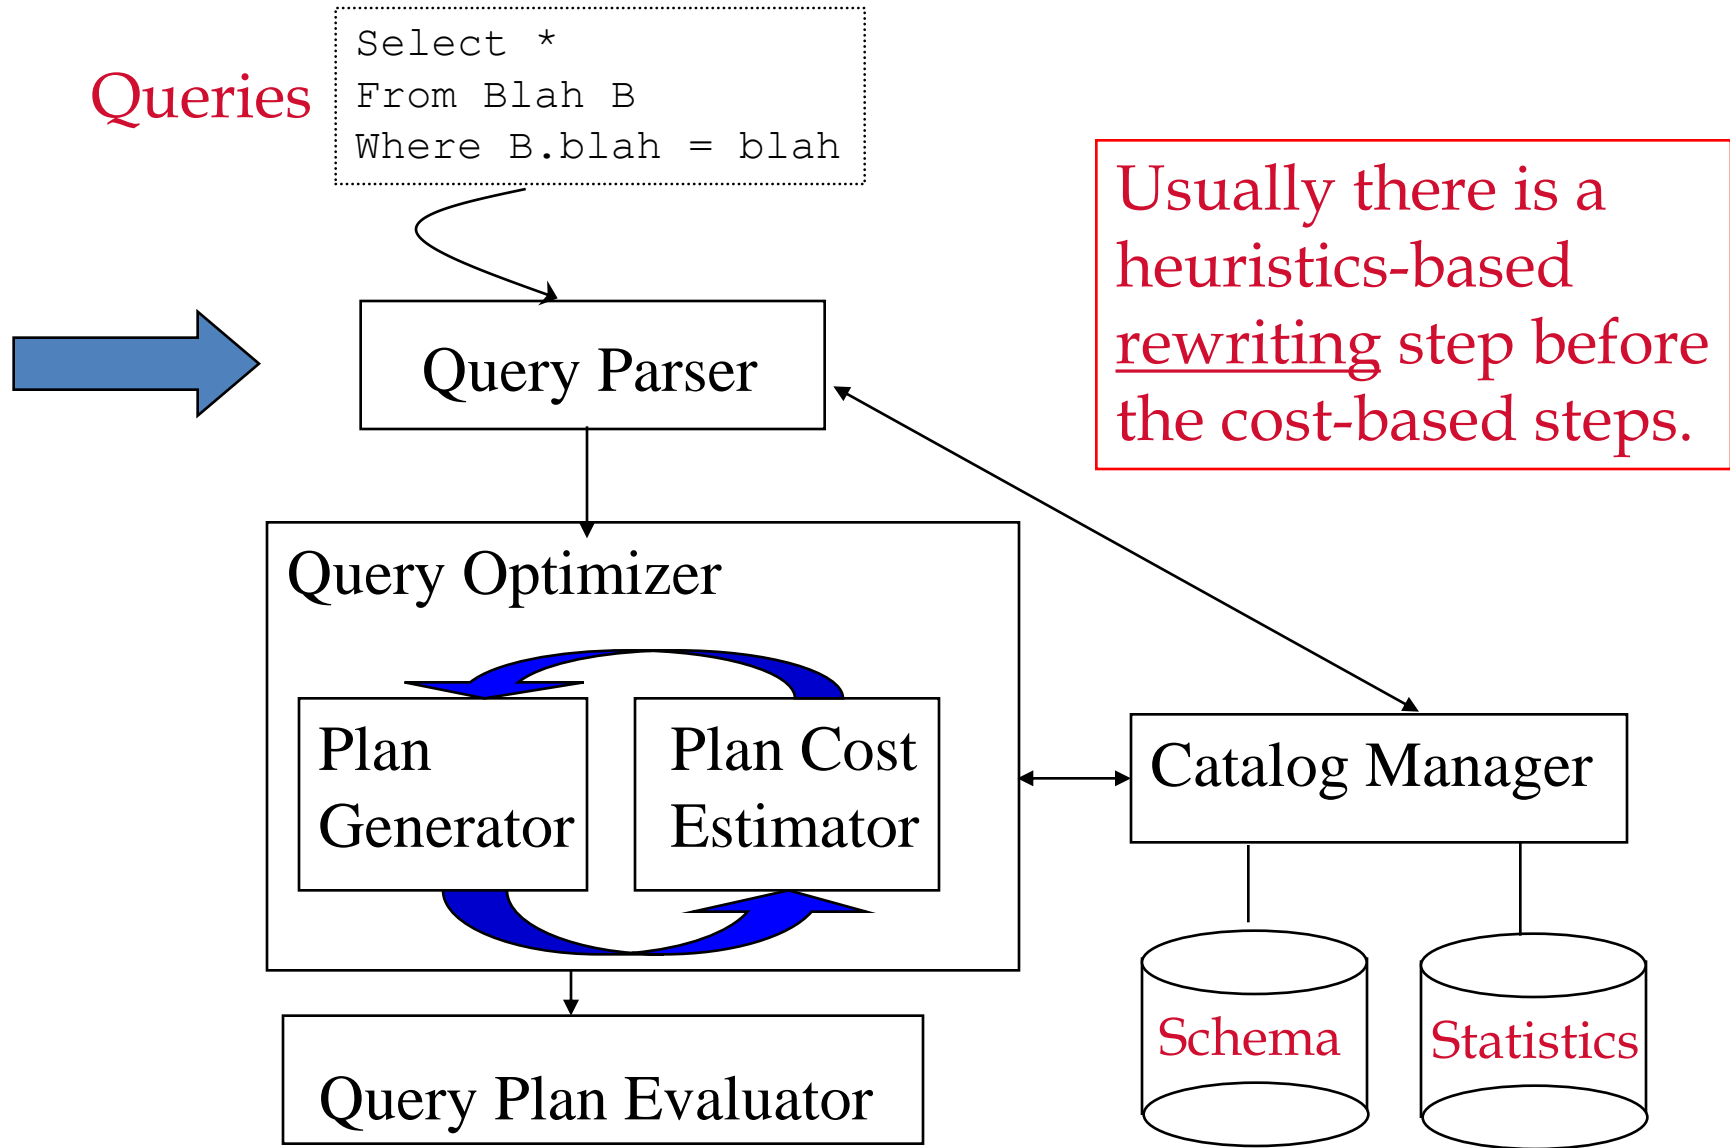 Queries
Select *
From Blah B
Where B.blah = blah
Usually there is a
heuristics-based
rewriting step before
the cost-based steps.
Query Parser
Query Optimizer
Plan
Generator
Plan Cost
Estimator
Catalog Manager
Schema
Statistics
Query Plan Evaluator